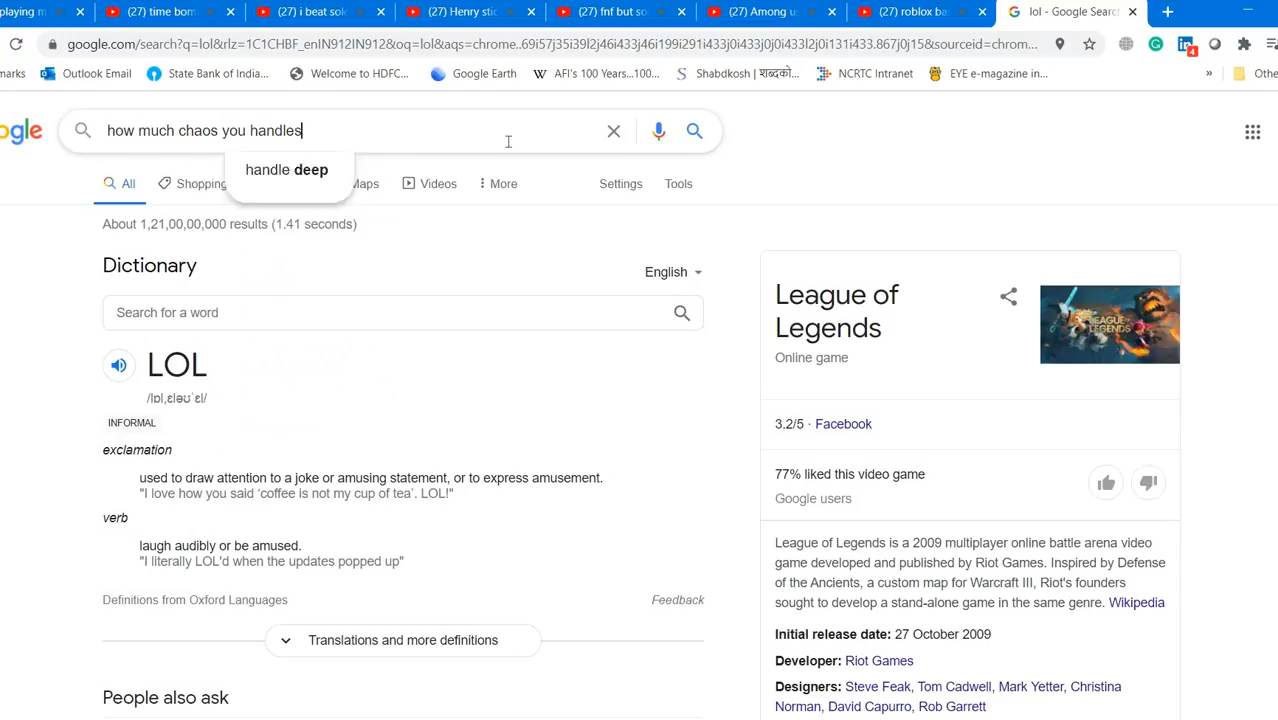 playing m
(27) time bom
(27) i beat solo
(27) Henry stic
(27) fnf but so
(27) Among u
(27) roblox ba
lol - Google Search
google.com/search?q=lol&rlz=1C1CHBF_enIN912IN912&oq=lol&aqs=chrome..69i57j35i39l2j46i433j46i199i291i433j0i433j0j0i433l2j0i131i433.867j0j15&sourceid=chrom...
marks
Outlook Email
State Bank of India...
Welcome to HDFC...
Google Earth
W AFI's 100 Years...100...
S Shabdkosh | शब्दको...
NCRTC Intranet
EYE e-magazine in...
»
Othe
4
ogle
how much chaos you handles
handle deep
All
Shopping
Maps
Videos
More
Settings
Tools
About 1,21,00,00,000 results (1.41 seconds)
Dictionary
English
Search for a word
LOL
/lɒl,ɛləʊˈɛl/
INFORMAL
exclamation
used to draw attention to a joke or amusing statement, or to express amusement.
"I love how you said ‘coffee is not my cup of tea’. LOL!"
verb
laugh audibly or be amused.
"I literally LOL'd when the updates popped up"
Definitions from Oxford Languages
Feedback
Translations and more definitions
People also ask
League of
Legends
Online game
LEAGUE OF
LEGENDS
3.2/5 · Facebook
77% liked this video game
Google users
League of Legends is a 2009 multiplayer online battle arena video
game developed and published by Riot Games. Inspired by Defense
of the Ancients, a custom map for Warcraft III, Riot's founders
sought to develop a stand-alone game in the same genre. Wikipedia
Initial release date: 27 October 2009
Developer: Riot Games
Designers: Steve Feak, Tom Cadwell, Mark Yetter, Christina
Norman, David Capurro, Rob Garrett